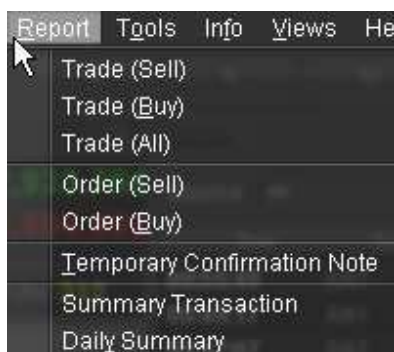 Report Tools Info Views He
Trade (Sell)
Trade (Buy)
Trade (All)
Order (Sell)
Order (Buy)
Temporary Confirmation Note
Summary Transaction
Daily Summary